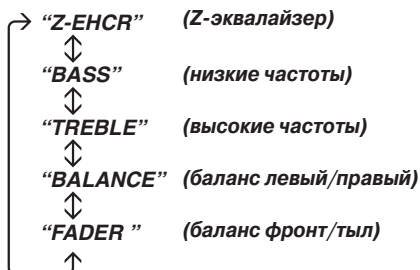 “Z-EHCR” (Z-эквалайзер)
“BASS” (низкие частоты)
“TREBLE” (высокие частоты)
“BALANCE” (баланс левый/правый)
“FADER ” (баланс фронт/тыл)